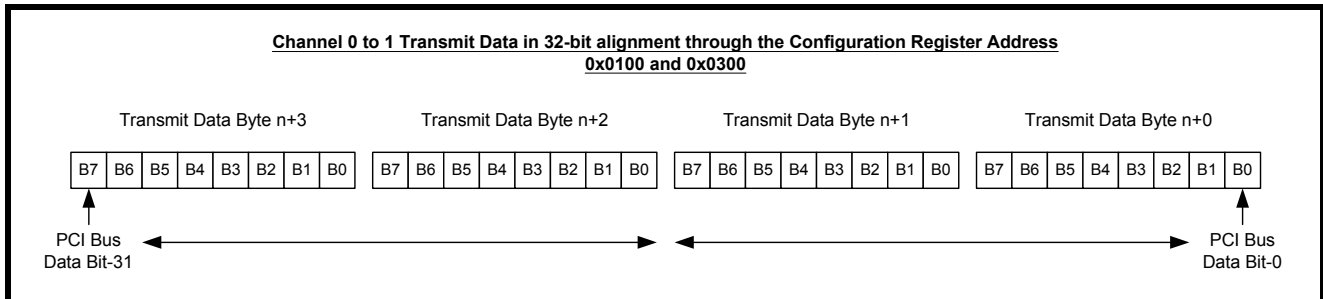 Channel 0 to 1 Transmit Data in 32-bit alignment through the Configuration Register Address
0x0100 and 0x0300
Transmit Data Byte n+3 Transmit Data Byte n+2 Transmit Data Byte n+1 Transmit Data Byte n+0
B7 B6 B5 B4 B3 B2 B1 B0 B7 B6 B5 B4 B3 B2 B1 B0 B7 B6 B5 B4 B3 B2 B1 B0 B7 B6 B5 B4 B3 B2 B1 B0
PCI Bus
Data Bit-31
PCI Bus
Data Bit-0